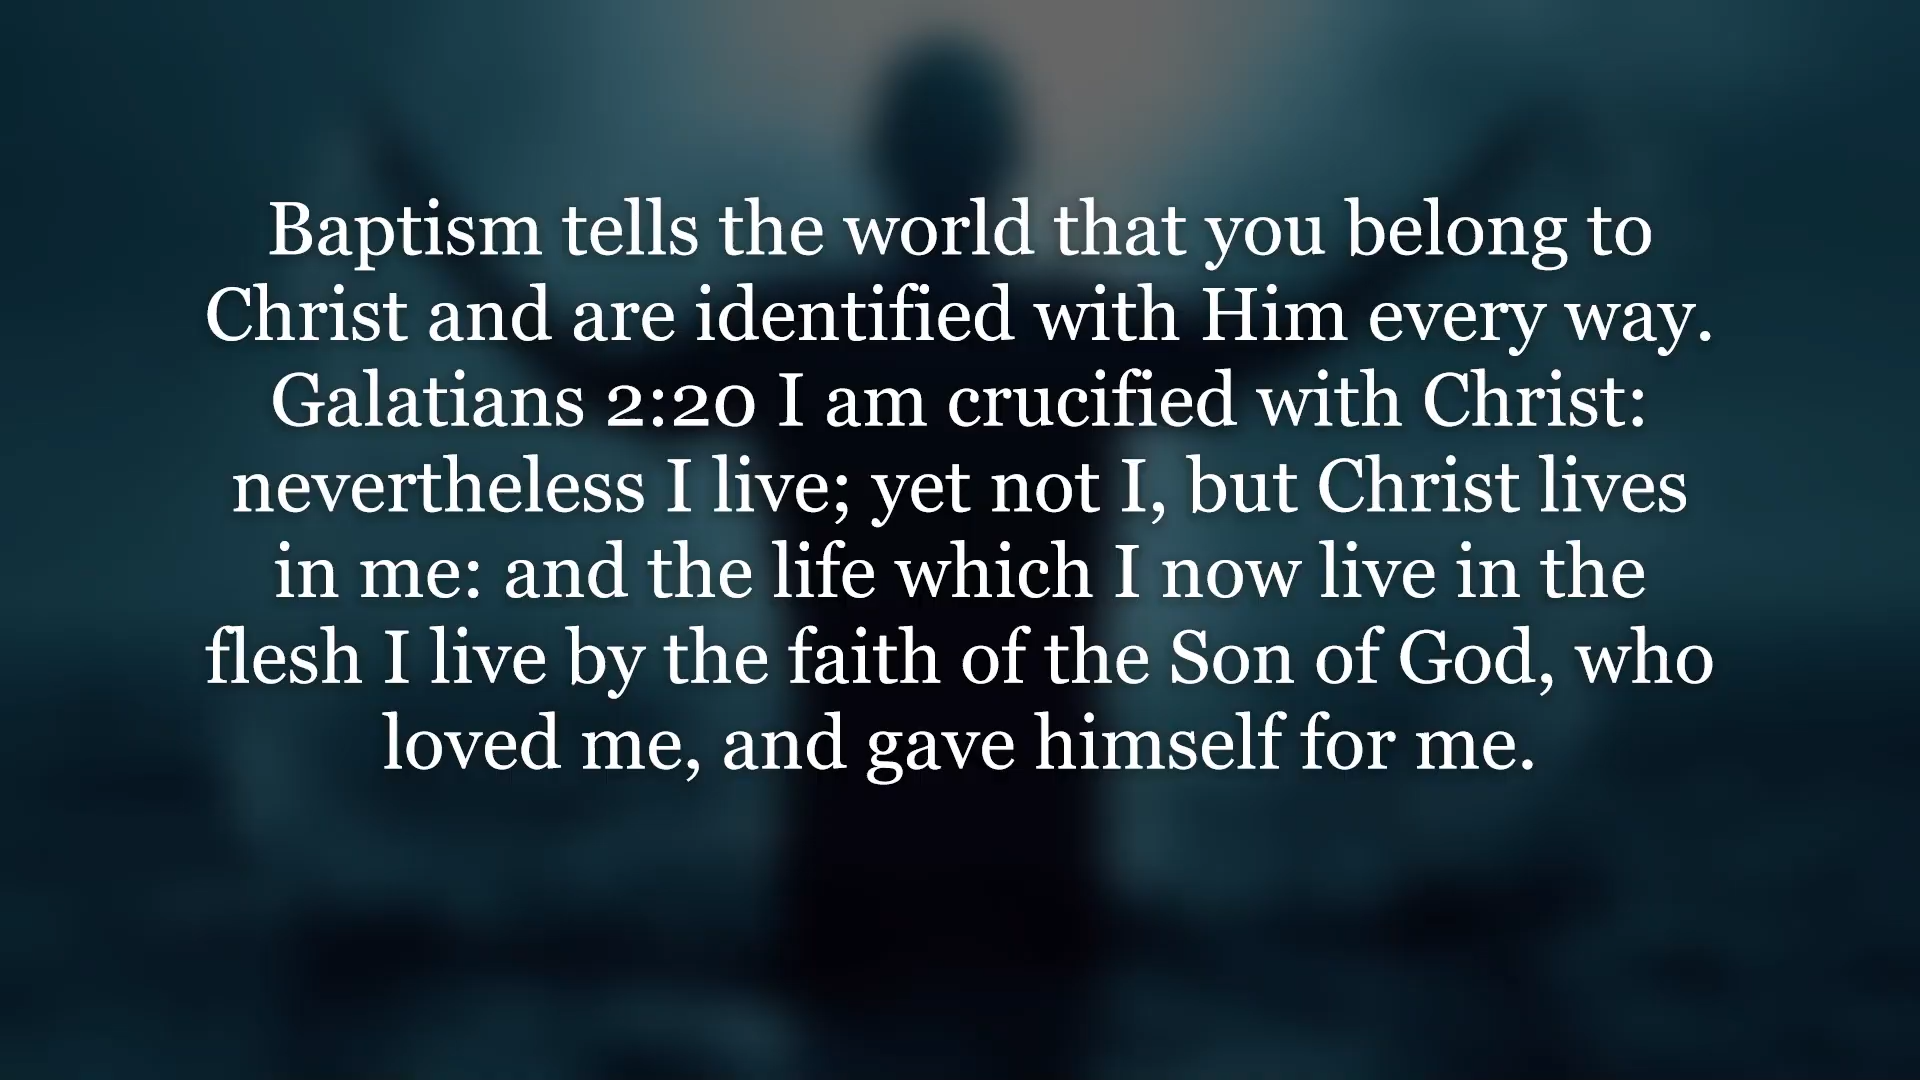 Baptism tells the world that you belong to
Christ and are identified with Him every way.
Galatians 2:20 I am crucified with Christ:
nevertheless I live; yet not I, but Christ lives
in me: and the life which I now live in the
flesh I live by the faith of the Son of God, who
loved me, and gave himself for me.